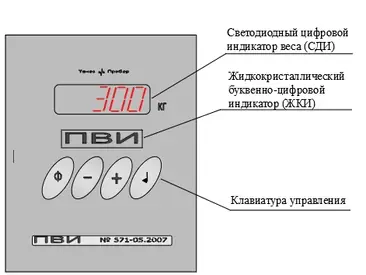 Светодиодный цифровой
индикатор веса (СДИ)
Тензо Прибор
300 кг
Жидкокристаллический
буквенно-цифровой
индикатор (ЖКИ)
ПВИ
Ф − + ↲
Клавиатура управления
ПВИ № 571-05.2007